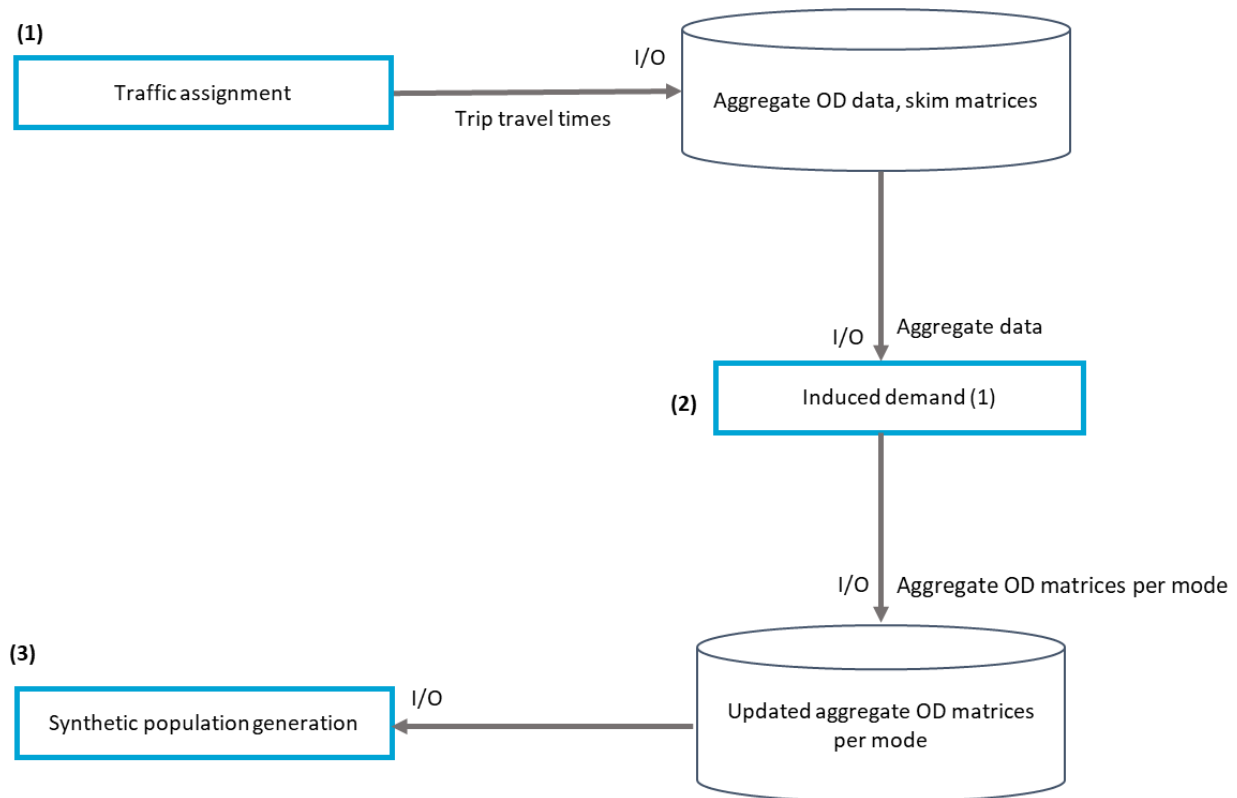 (1)
Traffic assignment
I/O
Trip travel times
Aggregate OD data, skim matrices
I/O
Aggregate data
(2)
Induced demand (1)
I/O
Aggregate OD matrices per mode
(3)
Synthetic population generation
I/O
Updated aggregate OD matrices
per mode